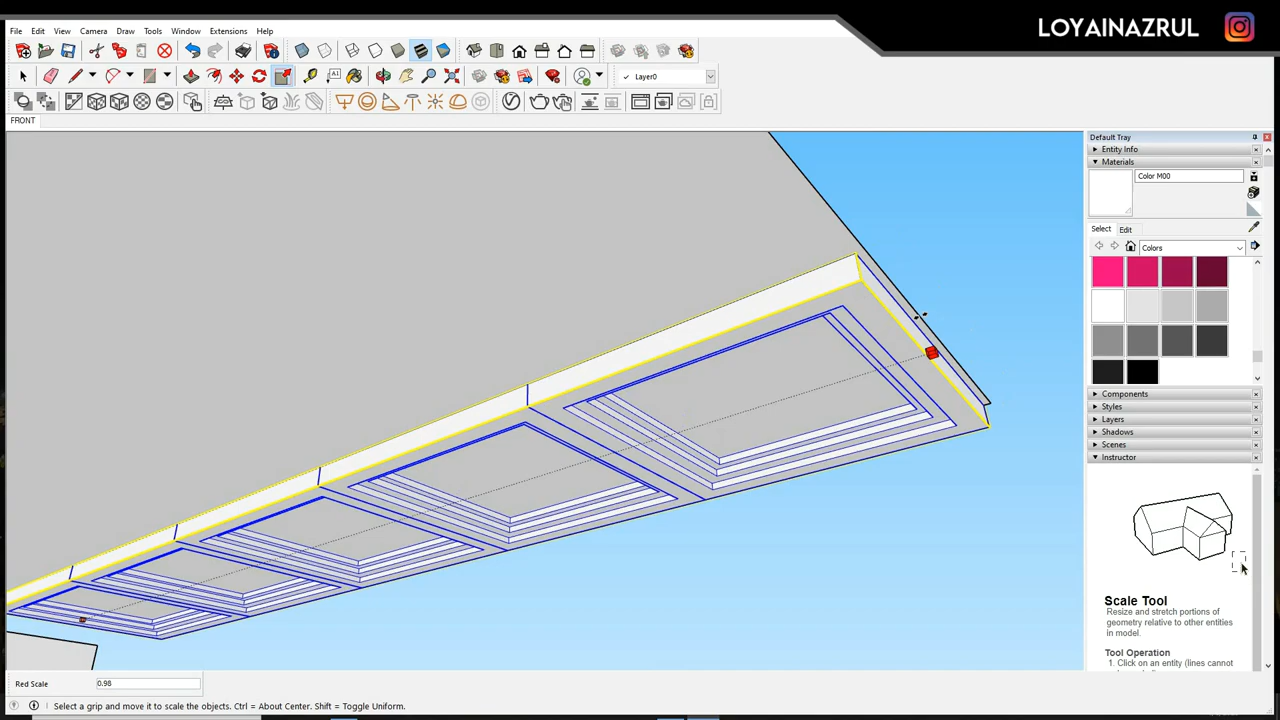 LOYAINAZRUL
File Edit View Camera Draw Tools Window Extensions Help
Layer0
FRONT
Default Tray
Entity Info
Materials
Color M00
Select Edit
Colors
Components
Styles
Layers
Shadows
Scenes
Instructor
Scale Tool
Resize and stretch portions of
geometry relative to other entities
in model.
Tool Operation
1. Click on an entity (lines cannot
Red Scale 0.98
Select a grip and move it to scale the objects. Ctrl = About Center. Shift = Toggle Uniform.